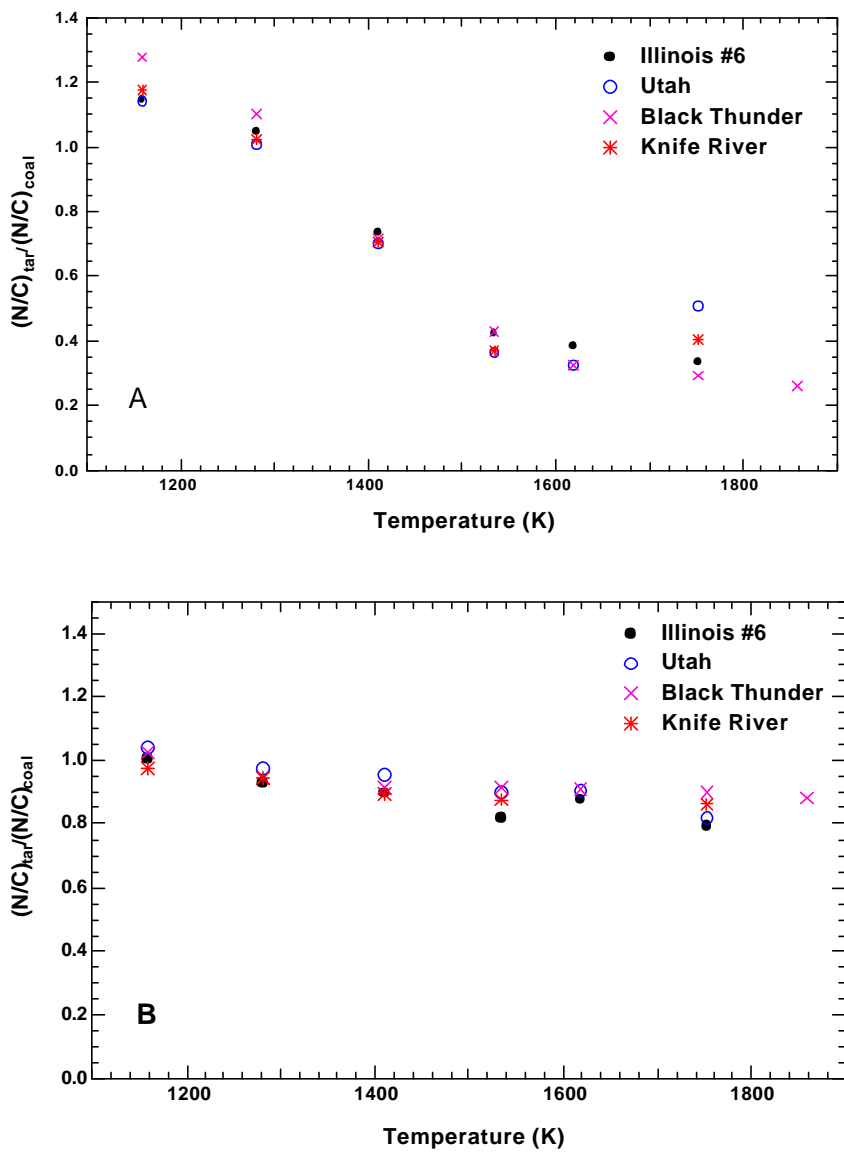 1.4
1.2
1.0
0.8
0.6
0.4
0.2
0.0
(N/C)tar/(N/C)coal
Illinois #6
Utah
Black Thunder
Knife River
A
1200 1400 1600 1800
Temperature (K)
1.4
1.2
1.0
0.8
0.6
0.4
0.2
0.0
(N/C)tar/(N/C)coal
Illinois #6
Utah
Black Thunder
Knife River
B
1200 1400 1600 1800
Temperature (K)